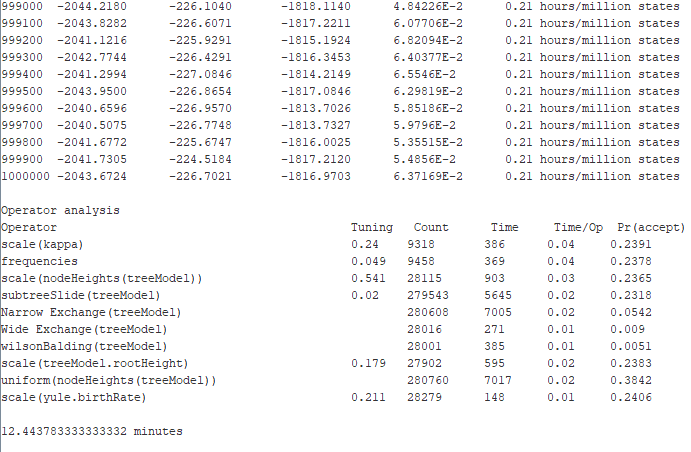 999000 -2044.2180 -226.1040 -1818.1140 4.84226E-2 0.21 hours/million states
999100 -2043.8282 -226.6071 -1817.2211 6.07706E-2 0.21 hours/million states
999200 -2041.1216 -225.9291 -1815.1924 6.82094E-2 0.21 hours/million states
999300 -2042.7744 -226.4291 -1816.3453 6.40377E-2 0.21 hours/million states
999400 -2041.2994 -227.0846 -1814.2149 6.5546E-2 0.21 hours/million states
999500 -2043.9500 -226.8654 -1817.0846 6.29819E-2 0.21 hours/million states
999600 -2040.6596 -226.9570 -1813.7026 5.85186E-2 0.21 hours/million states
999700 -2040.5075 -226.7748 -1813.7327 5.9796E-2 0.21 hours/million states
999800 -2041.6772 -225.6747 -1816.0025 5.35515E-2 0.21 hours/million states
999900 -2041.7305 -224.5184 -1817.2120 5.4856E-2 0.21 hours/million states
1000000 -2043.6724 -226.7021 -1816.9703 6.37169E-2 0.21 hours/million states
Operator analysis
Operator Tuning Count Time Time/Op Pr(accept)
scale(kappa) 0.24 9318 386 0.04 0.2391
frequencies 0.049 9458 369 0.04 0.2378
scale(nodeHeights(treeModel)) 0.541 28115 903 0.03 0.2365
subtreeSlide(treeModel) 0.02 279543 5645 0.02 0.2318
Narrow Exchange(treeModel) 280608 7005 0.02 0.0542
Wide Exchange(treeModel) 28016 271 0.01 0.009
wilsonBalding(treeModel) 28001 385 0.01 0.0051
scale(treeModel.rootHeight) 0.179 27902 595 0.02 0.2383
uniform(nodeHeights(treeModel)) 280760 7017 0.02 0.3842
scale(yule.birthRate) 0.211 28279 148 0.01 0.2406
12.443783333333332 minutes